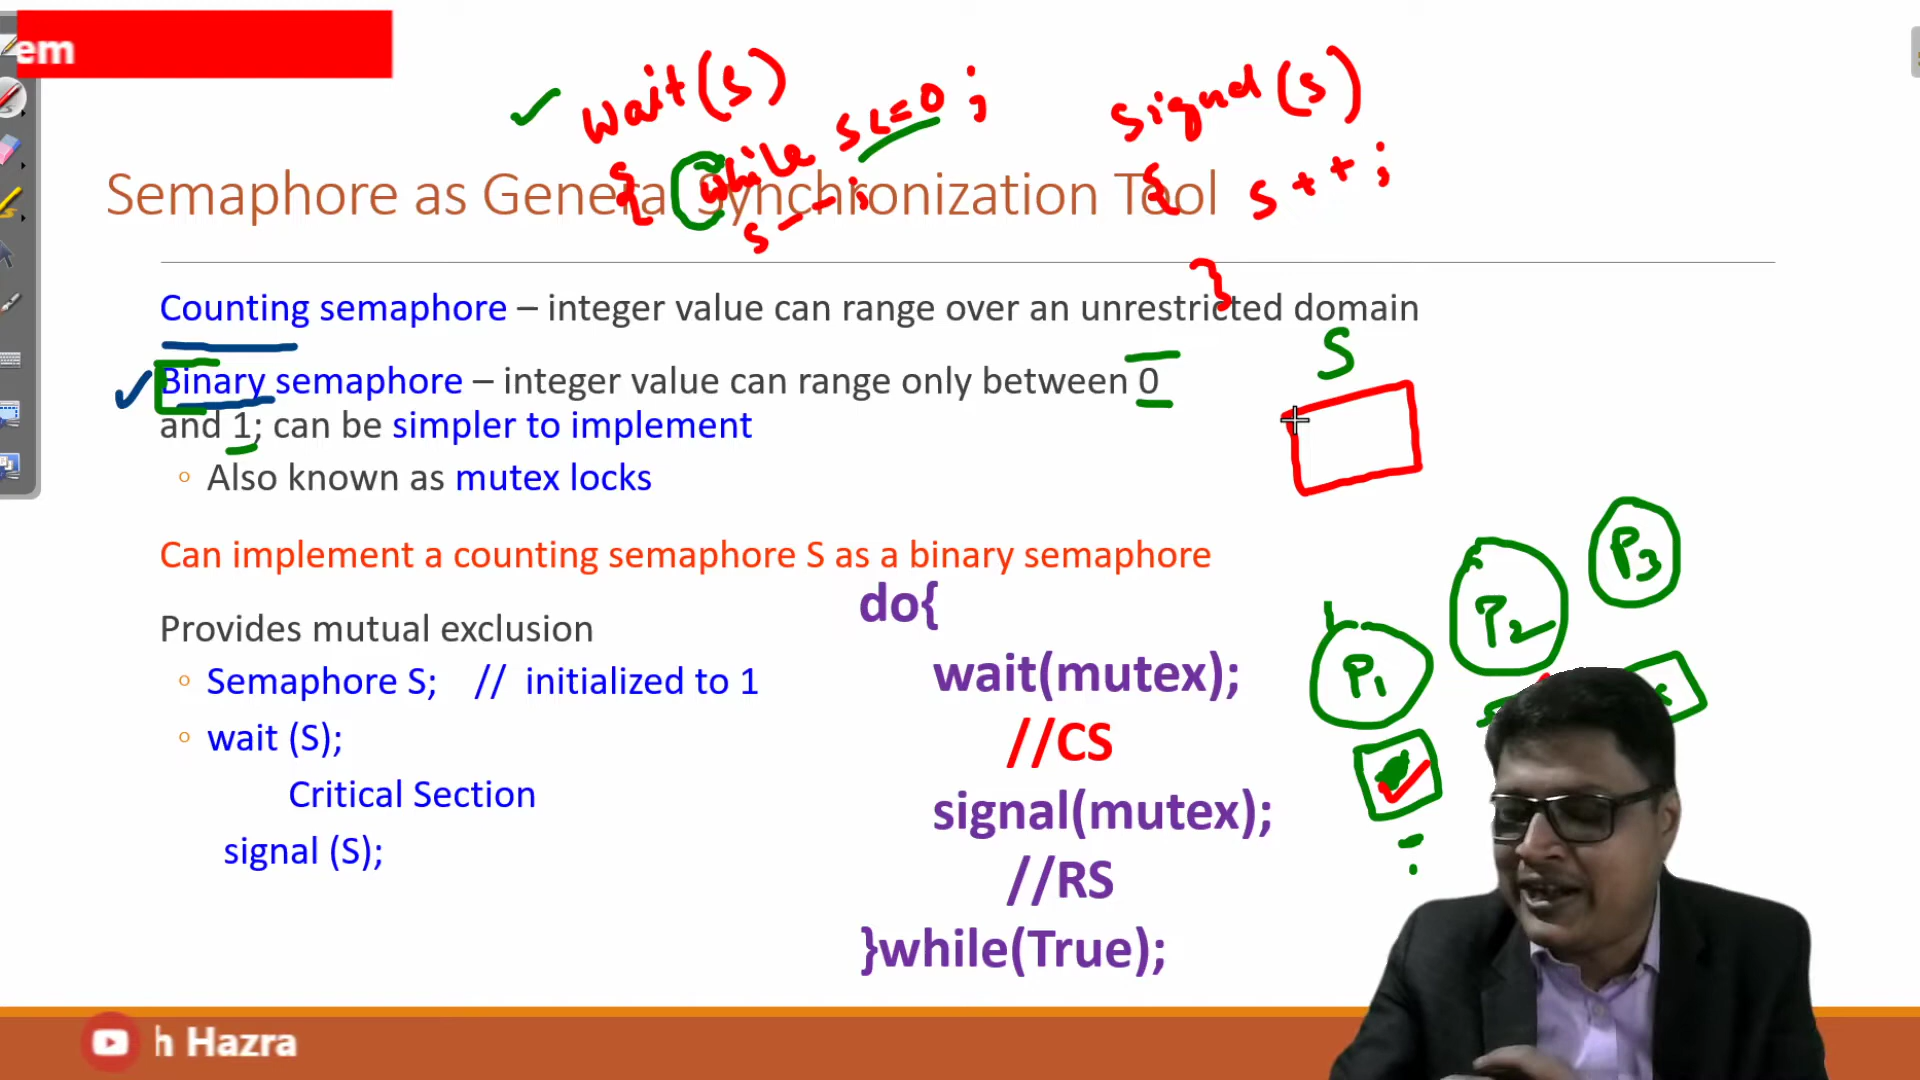 em
wait(s)
{ while s<=0 ;
s-- ;
signal(s)
{ s++ ;
}
Semaphore as General Synchronization Tool
Counting semaphore – integer value can range over an unrestricted domain
Binary semaphore – integer value can range only between 0
and 1; can be simpler to implement
Also known as mutex locks
S
Can implement a counting semaphore S as a binary semaphore
Provides mutual exclusion
Semaphore S; // initialized to 1
wait (S);
Critical Section
signal (S);
do{
wait(mutex);
//CS
signal(mutex);
//RS
}while(True);
P1
P2
P3
h Hazra